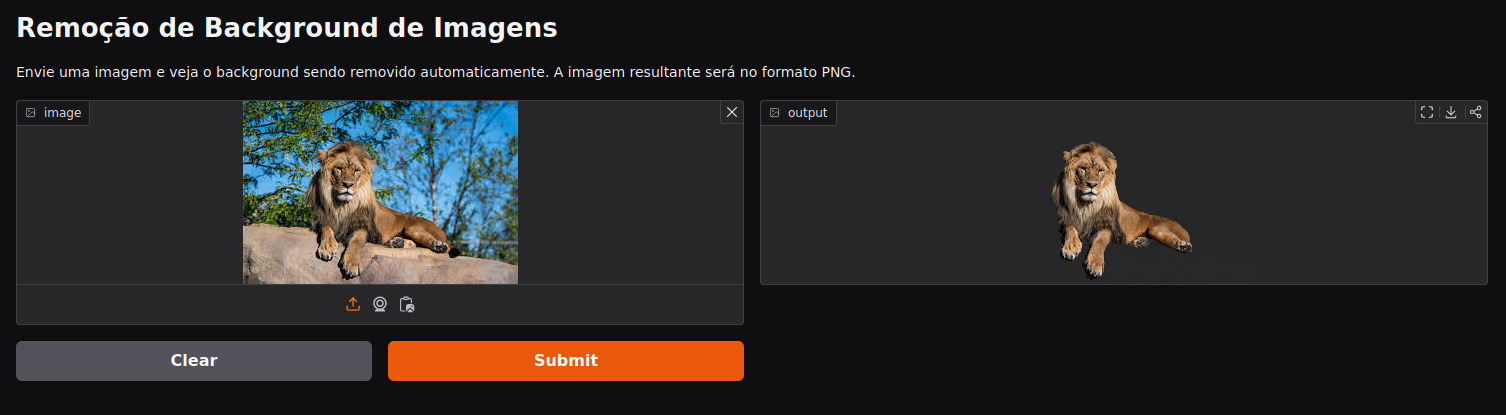 Remoção de Background de Imagens
Envie uma imagem e veja o background sendo removido automaticamente. A imagem resultante será no formato PNG.
image
output
Clear
Submit